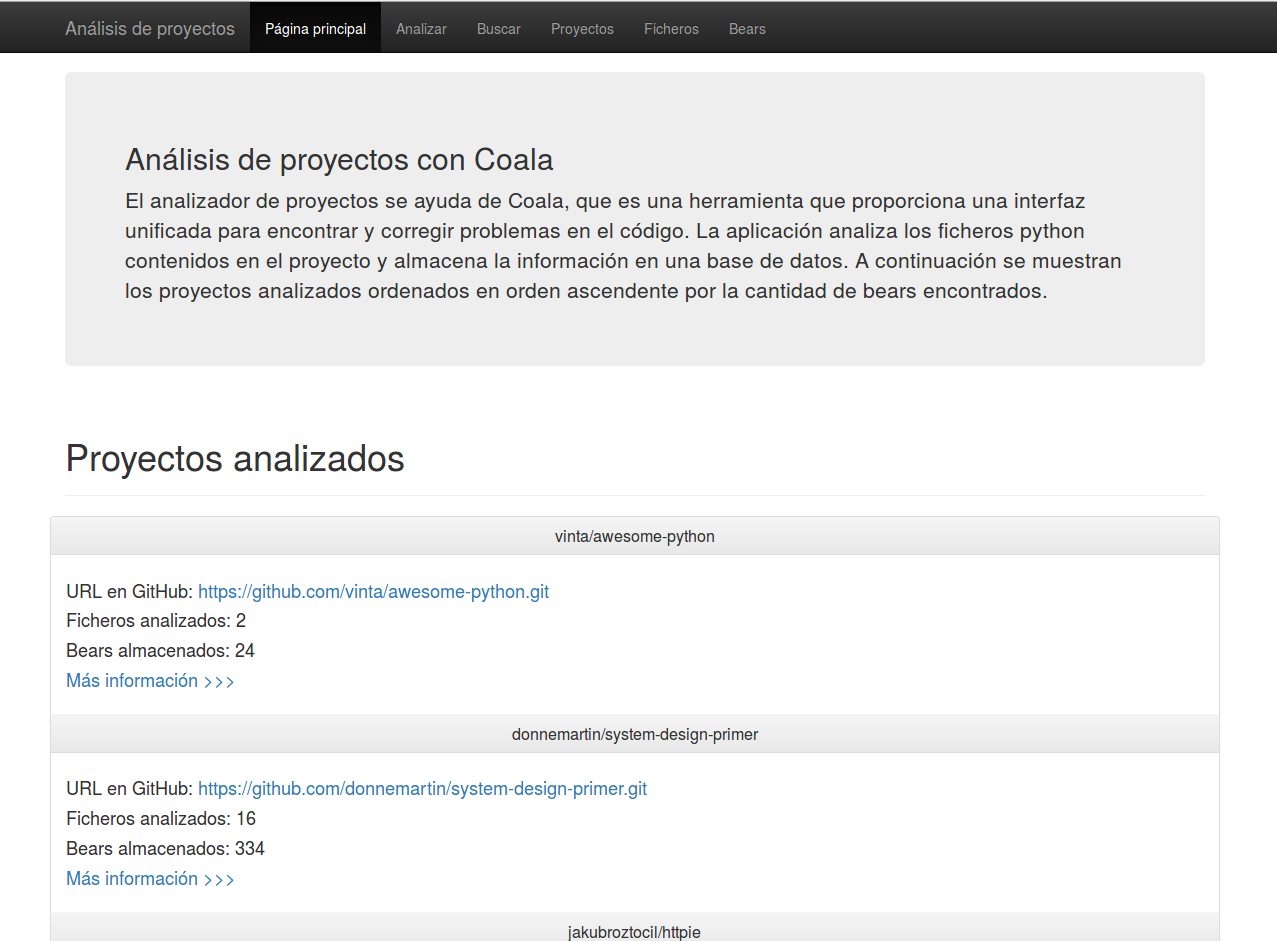 Análisis de proyectos Página principal Analizar Buscar Proyectos Ficheros Bears
Análisis de proyectos con Coala
El analizador de proyectos se ayuda de Coala, que es una herramienta que proporciona una interfaz
unificada para encontrar y corregir problemas en el código. La aplicación analiza los ficheros python
contenidos en el proyecto y almacena la información en una base de datos. A continuación se muestran
los proyectos analizados ordenados en orden ascendente por la cantidad de bears encontrados.
Proyectos analizados
vinta/awesome-python
URL en GitHub: https://github.com/vinta/awesome-python.git
Ficheros analizados: 2
Bears almacenados: 24
Más información >>>
donnemartin/system-design-primer
URL en GitHub: https://github.com/donnemartin/system-design-primer.git
Ficheros analizados: 16
Bears almacenados: 334
Más información >>>
jakubroztocil/httpie